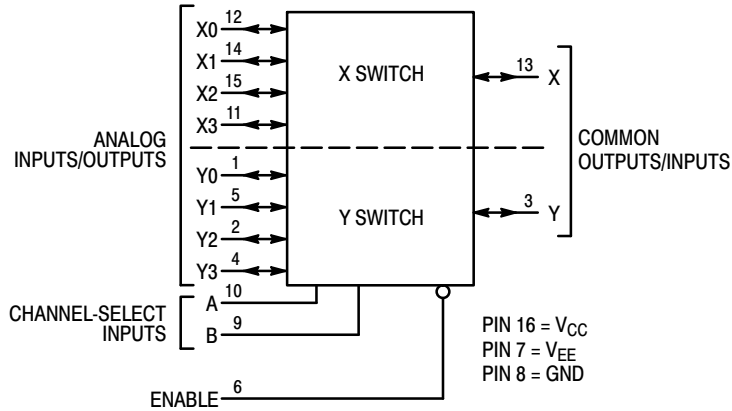 X0 12
X1 14
X2 15
X3 11
X SWITCH
13 X
ANALOG
INPUTS/OUTPUTS
COMMON
OUTPUTS/INPUTS
Y0 1
Y1 5
Y2 2
Y3 4
Y SWITCH
3 Y
CHANNEL-SELECT
INPUTS
A 10
B 9
PIN 16 = VCC
PIN 7 = VEE
PIN 8 = GND
ENABLE 6